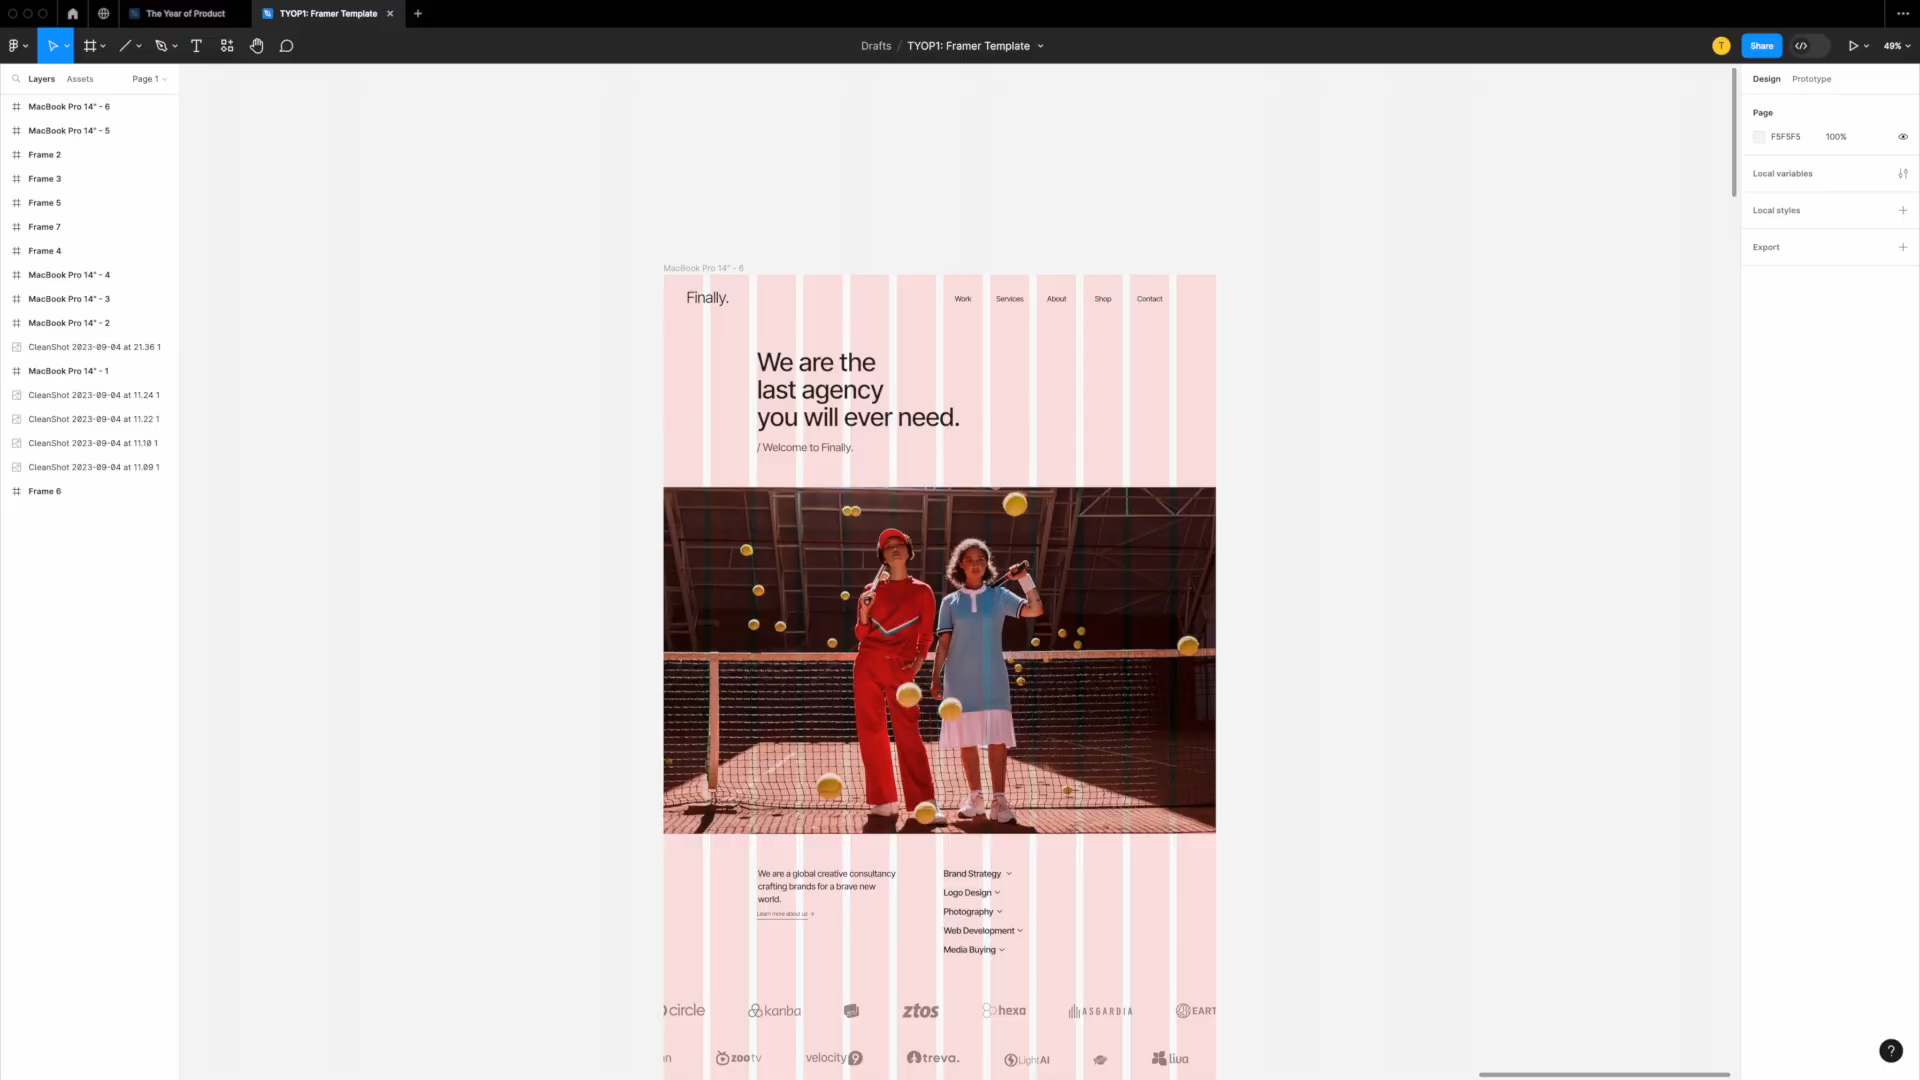 The Year of Product
TYOP1: Framer Template
Drafts / TYOP1: Framer Template
T
Share
49%
Layers
Assets
Page 1
MacBook Pro 14" - 6
MacBook Pro 14" - 5
Frame 2
Frame 3
Frame 5
Frame 7
Frame 4
MacBook Pro 14" - 4
MacBook Pro 14" - 3
MacBook Pro 14" - 2
CleanShot 2023-09-04 at 21.36 1
MacBook Pro 14" - 1
CleanShot 2023-09-04 at 11.24 1
CleanShot 2023-09-04 at 11.22 1
CleanShot 2023-09-04 at 11.10 1
CleanShot 2023-09-04 at 11.09 1
Frame 6
MacBook Pro 14" - 6
Finally.
Work
Services
About
Shop
Contact
We are the
last agency
you will ever need.
/ Welcome to Finally.
We are a global creative consultancy
crafting brands for a brave new
world.
Learn more about us →
Brand Strategy
Logo Design
Photography
Web Development
Media Buying
circle
kanba
ztos
hexa
ASGARDIA
EART
n
zootv
velocity 9
treva.
LightAI
liva
Design
Prototype
Page
F5F5F5
100%
Local variables
Local styles
Export
?